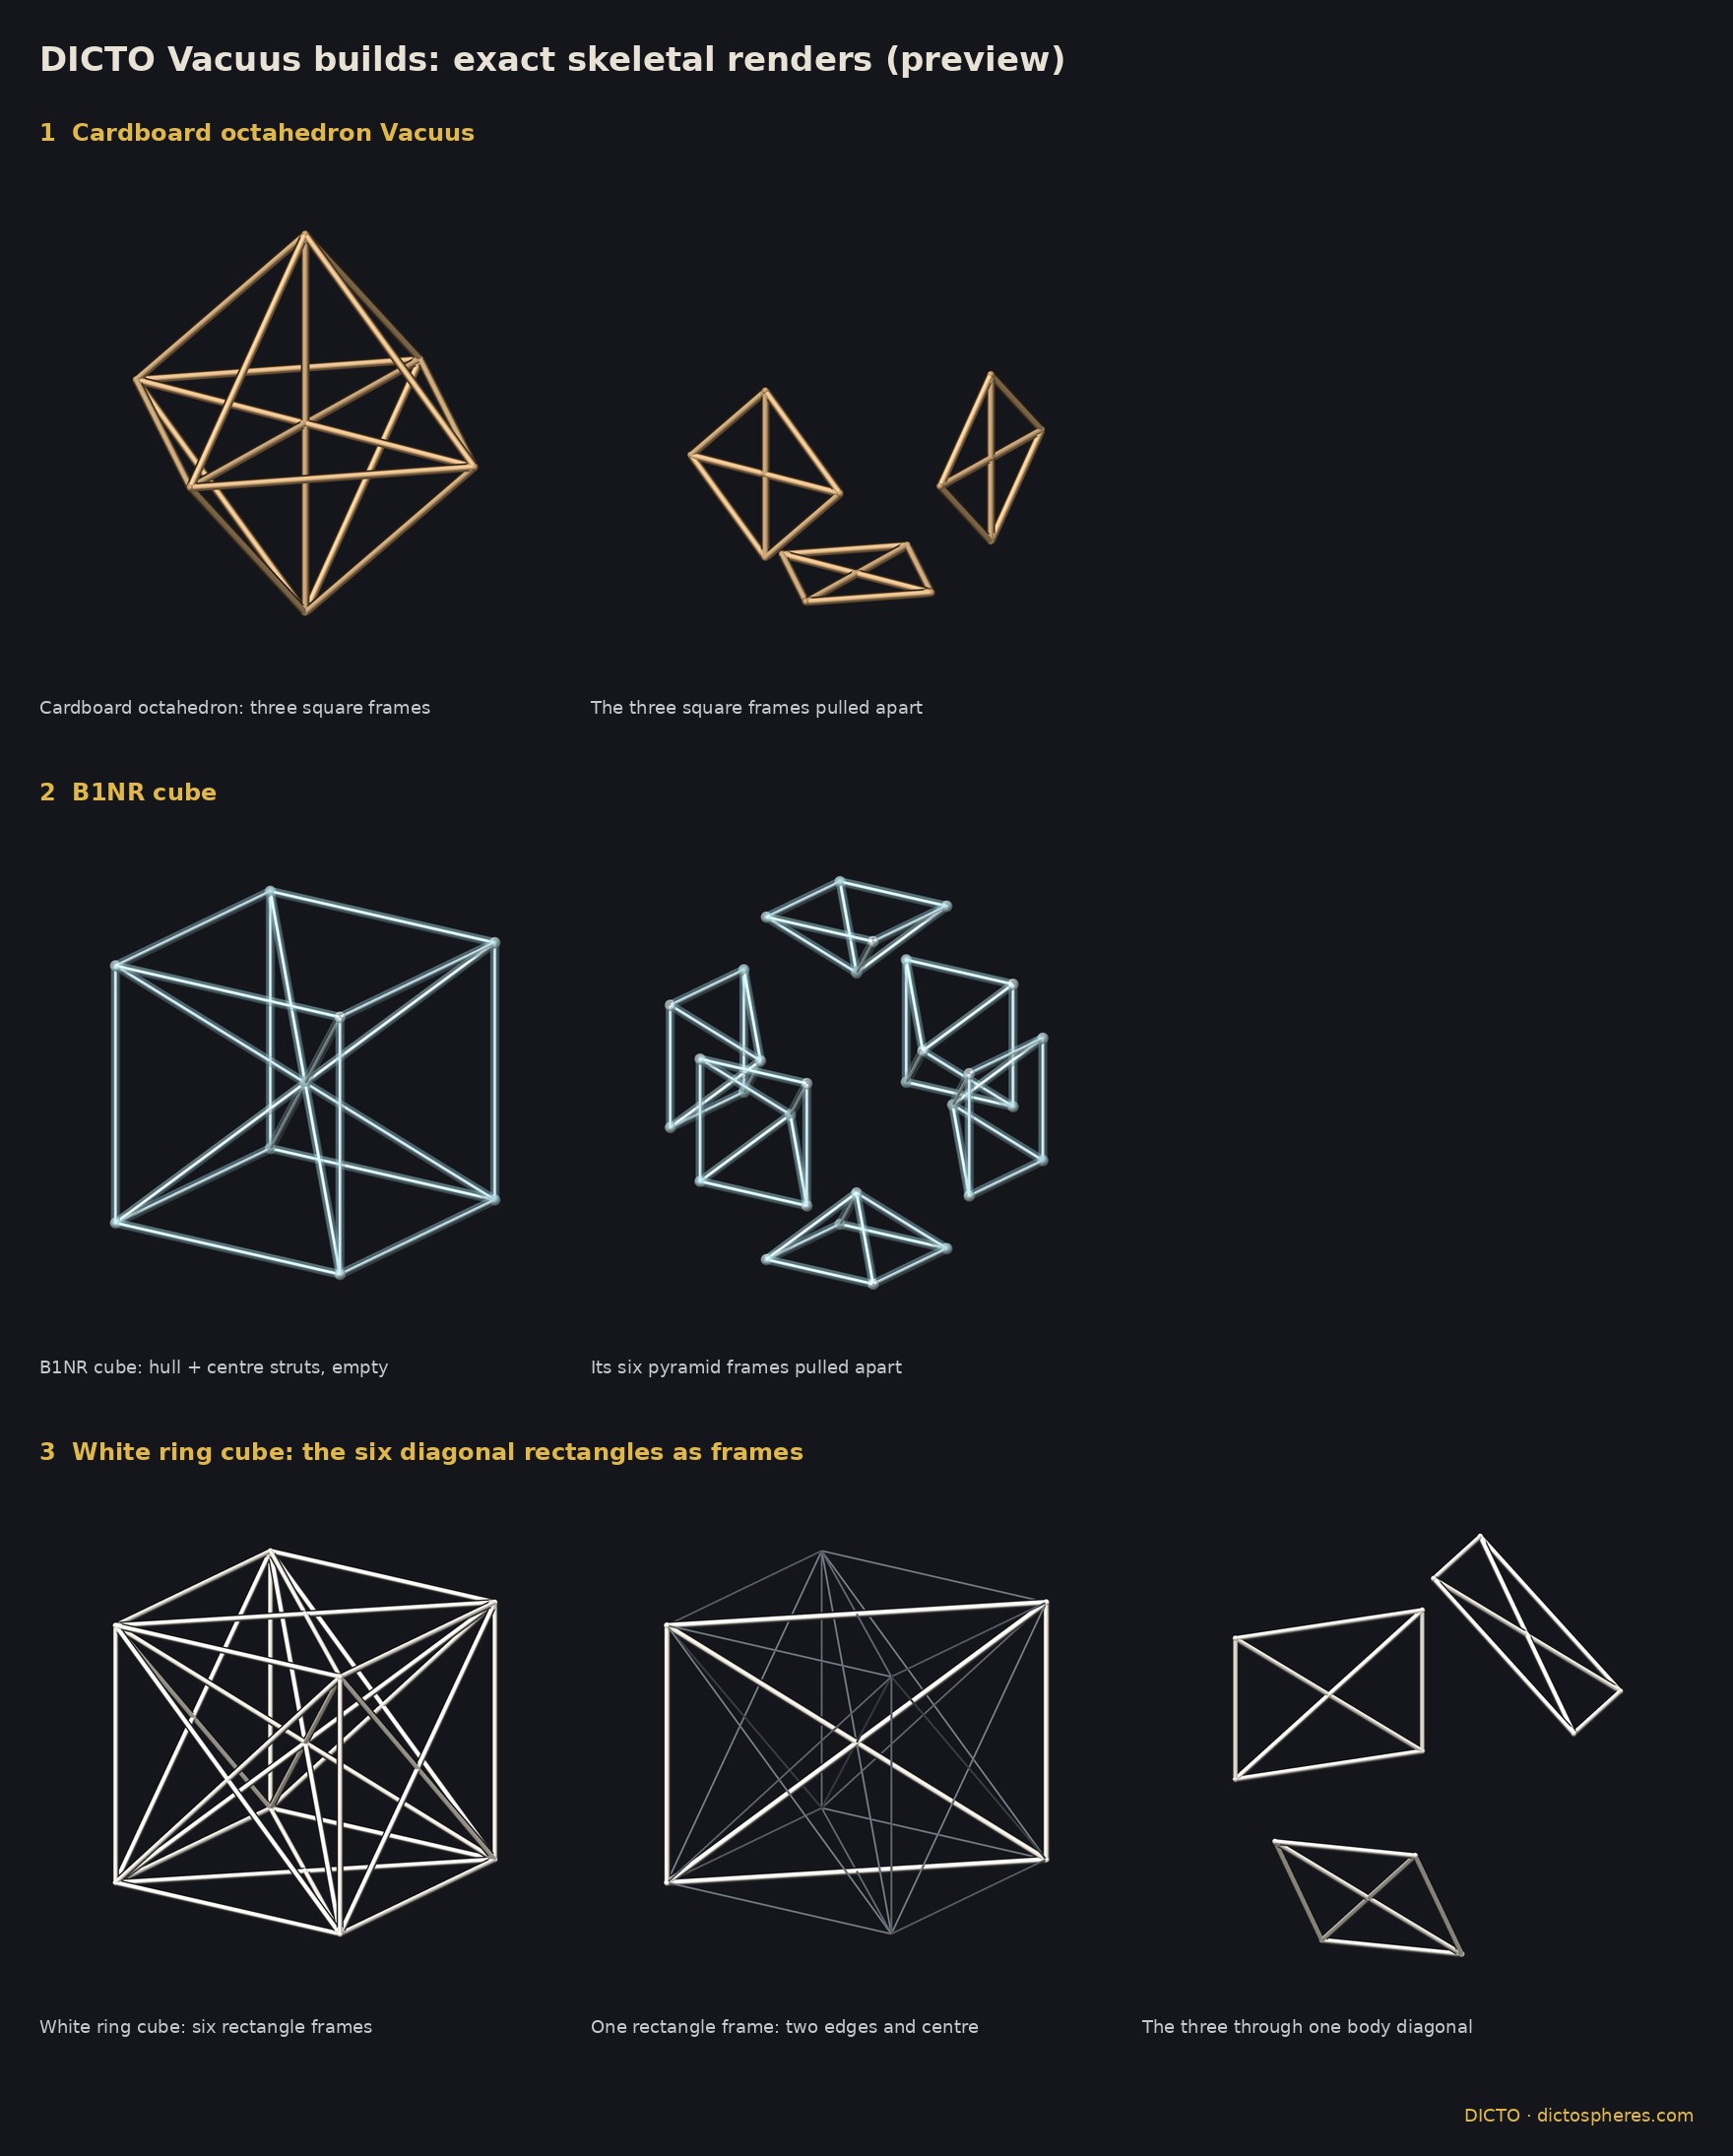 DICTO Vacuus builds: exact skeletal renders (preview)
1 Cardboard octahedron Vacuus
Cardboard octahedron: three square frames
The three square frames pulled apart
2 B1NR cube
B1NR cube: hull + centre struts, empty
Its six pyramid frames pulled apart
3 White ring cube: the six diagonal rectangles as frames
White ring cube: six rectangle frames
One rectangle frame: two edges and centre
The three through one body diagonal
DICTO · dictospheres.com